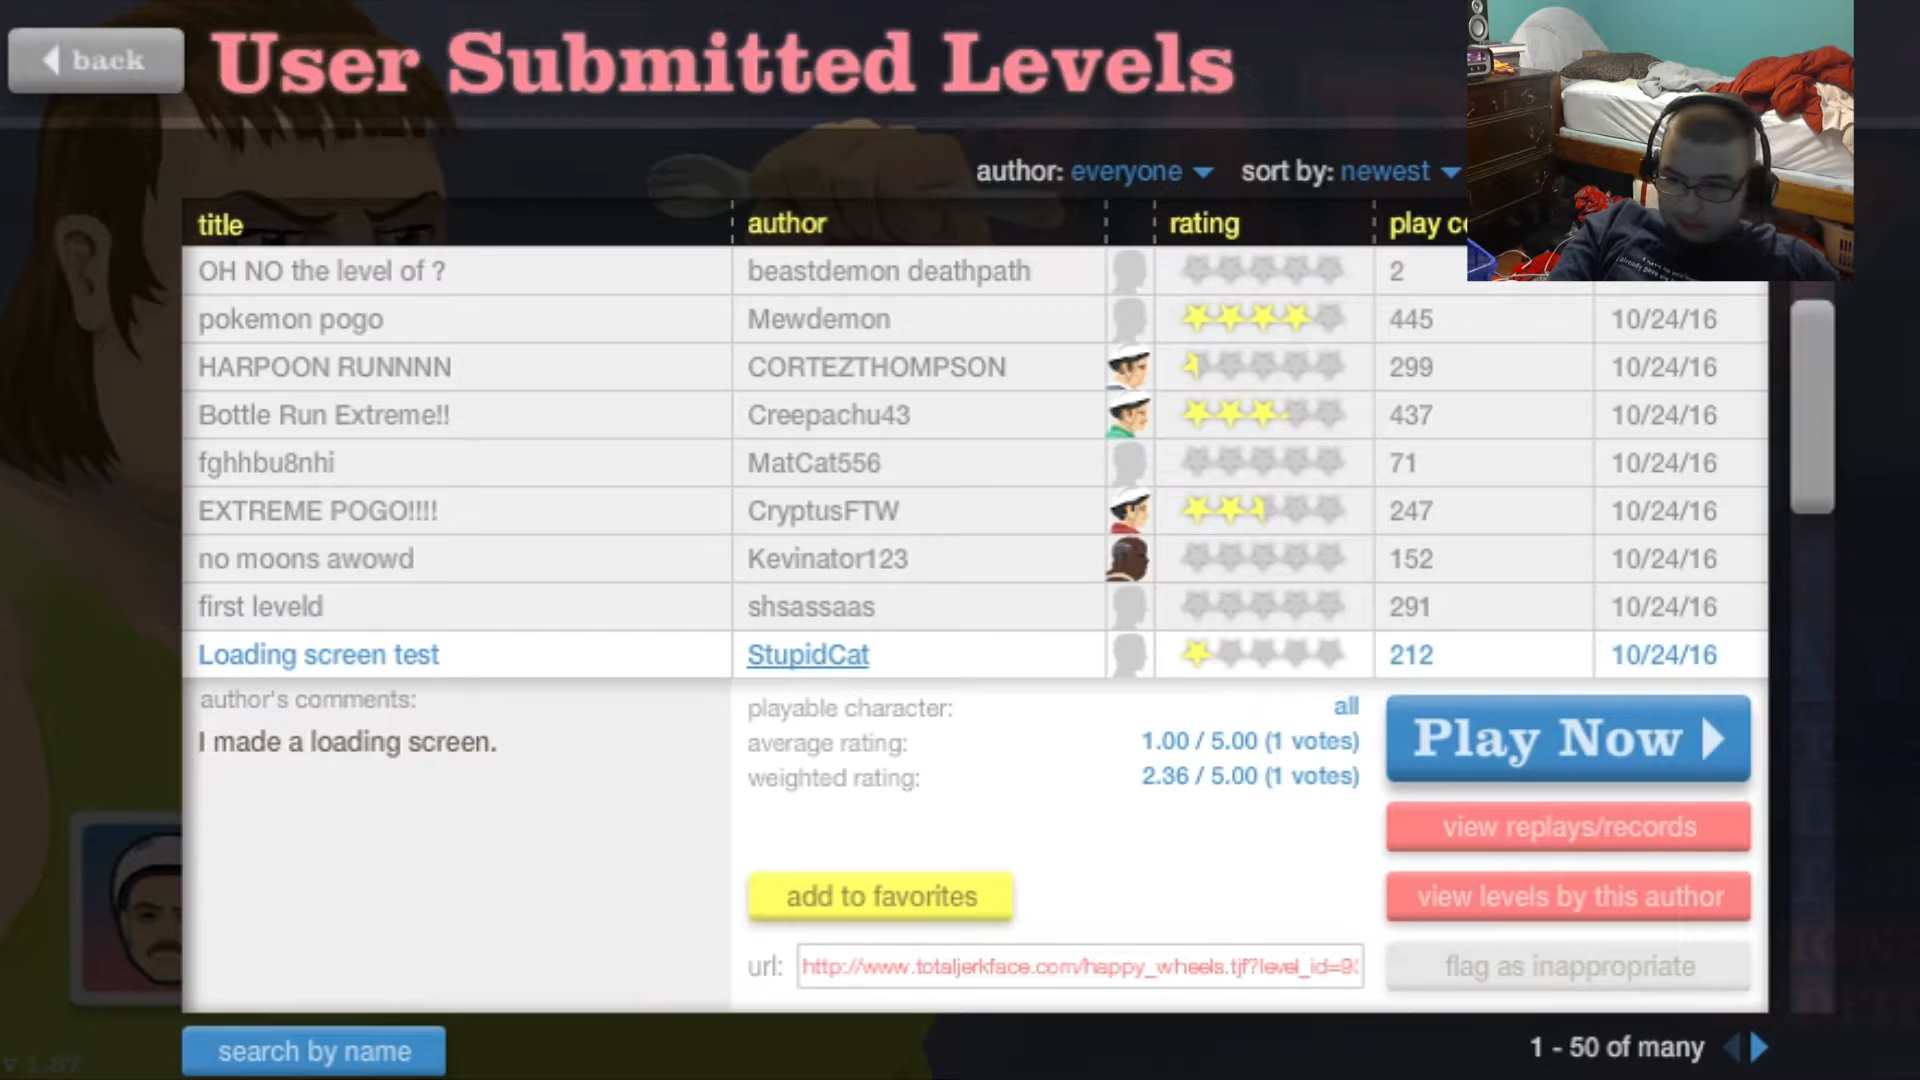 back
User Submitted Levels
author: everyone sort by: newest
title author rating play co
OH NO the level of ? beastdemon deathpath 2
pokemon pogo Mewdemon 445 10/24/16
HARPOON RUNNNN CORTEZTHOMPSON 299 10/24/16
Bottle Run Extreme!! Creepachu43 437 10/24/16
fghhbu8nhi MatCat556 71 10/24/16
EXTREME POGO!!!! CryptusFTW 247 10/24/16
no moons awowd Kevinator123 152 10/24/16
first leveld shsassaas 291 10/24/16
Loading screen test StupidCat 212 10/24/16
author's comments:
I made a loading screen.
playable character: all
average rating: 1.00 / 5.00 (1 votes)
weighted rating: 2.36 / 5.00 (1 votes)
Play Now
view replays/records
add to favorites
view levels by this author
url: http://www.totaljerkface.com/happy_wheels.tjf?level_id=9
flag as inappropriate
search by name
1 - 50 of many
v 1.87